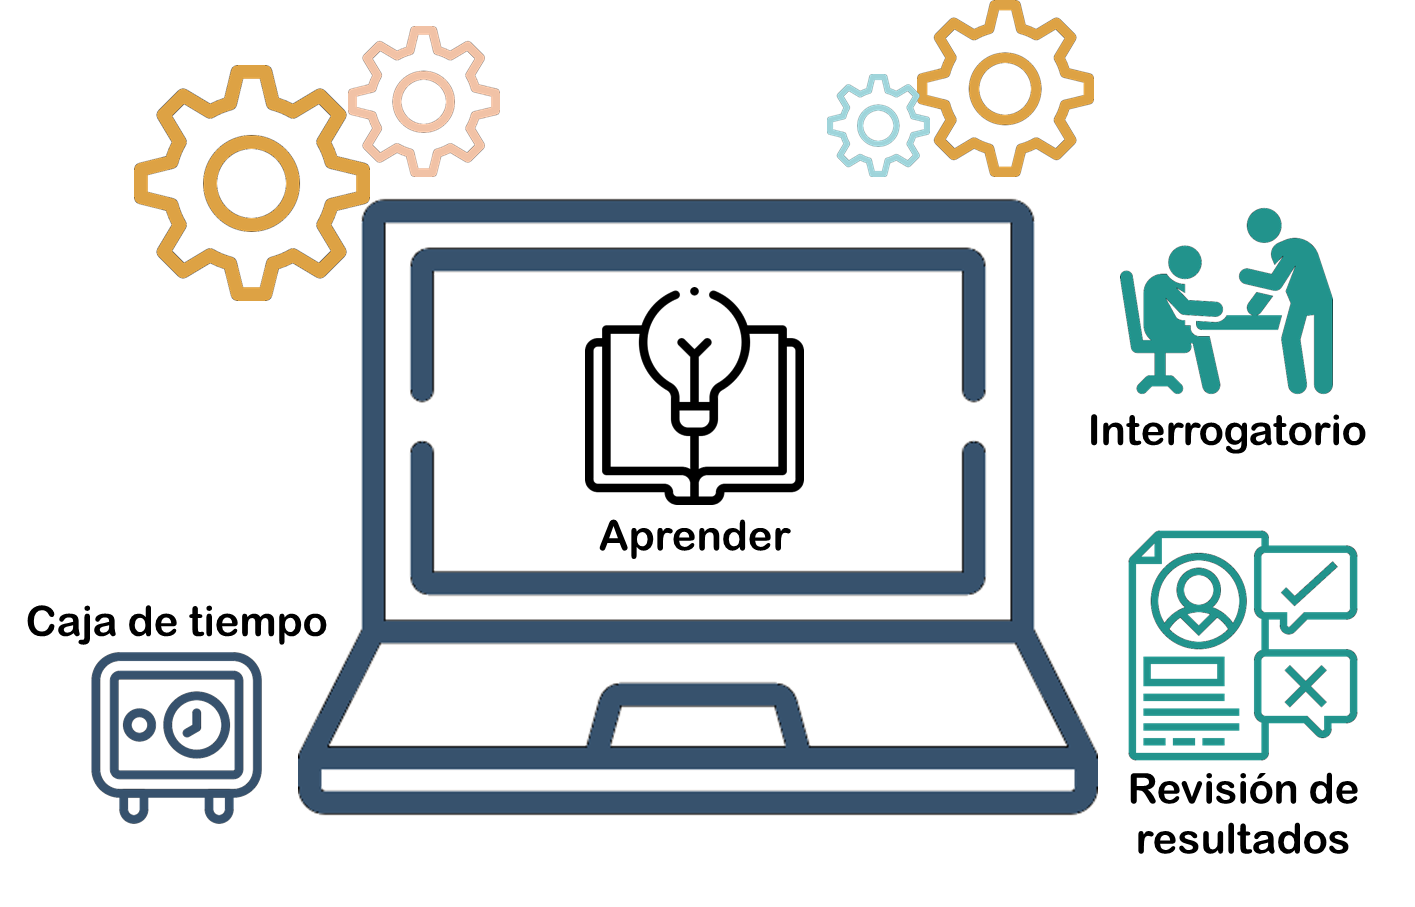 Interrogatorio
Aprender
Caja de tiempo
Revisión de
resultados